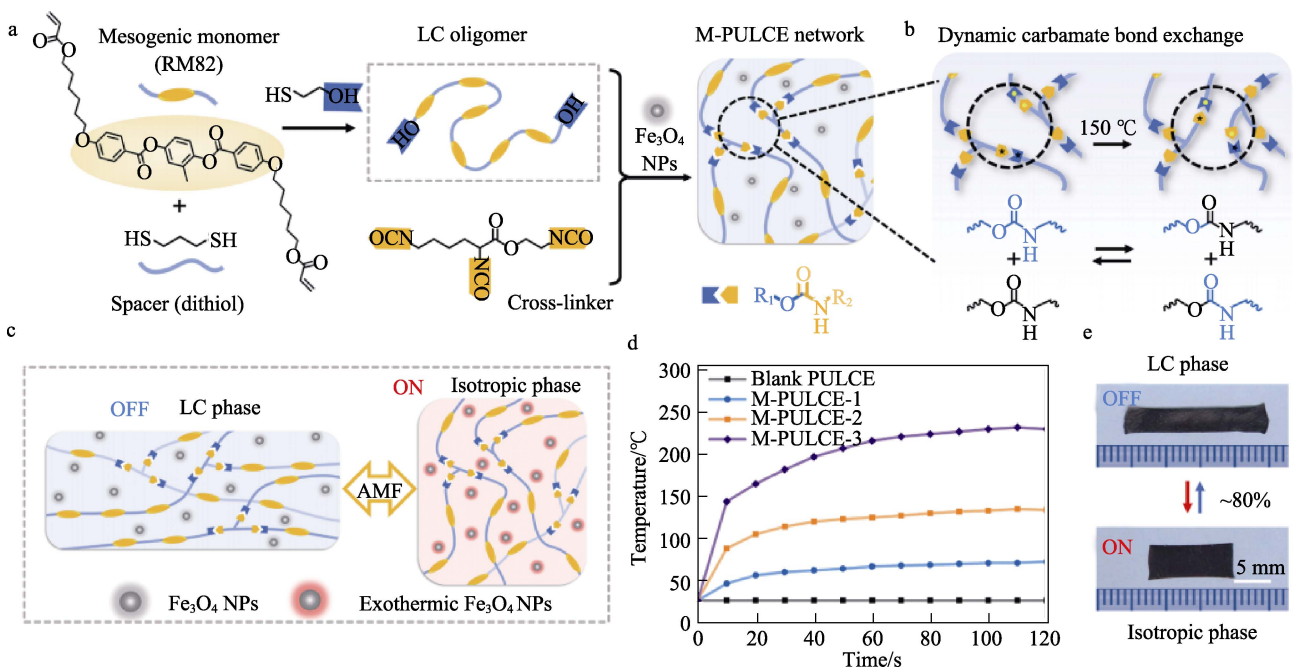 a
Mesogenic monomer
(RM82)
O
O
O
O
O
O
O
O
O
O
+
HS
SH
Spacer (dithiol)
HS
OH
LC oligomer
HO
OH
OCN
O
O
NCO
NCO
Cross-linker
Fe₃O₄
NPs
M-PULCE network
R₁
O
O
N
H
R₂
b
Dynamic carbamate bond exchange
150 ℃
O
O
N
H
+
O
O
N
H
O
O
N
H
+
O
O
N
H
c
OFF
LC phase
AMF
ON
Isotropic phase
Fe₃O₄ NPs
Exothermic Fe₃O₄ NPs
d
Temperature/℃
300
250
200
150
100
50
0
Blank PULCE
M-PULCE-1
M-PULCE-2
M-PULCE-3
0 20 40 60 80 100 120
Time/s
e
LC phase
OFF
~80%
ON
5 mm
Isotropic phase